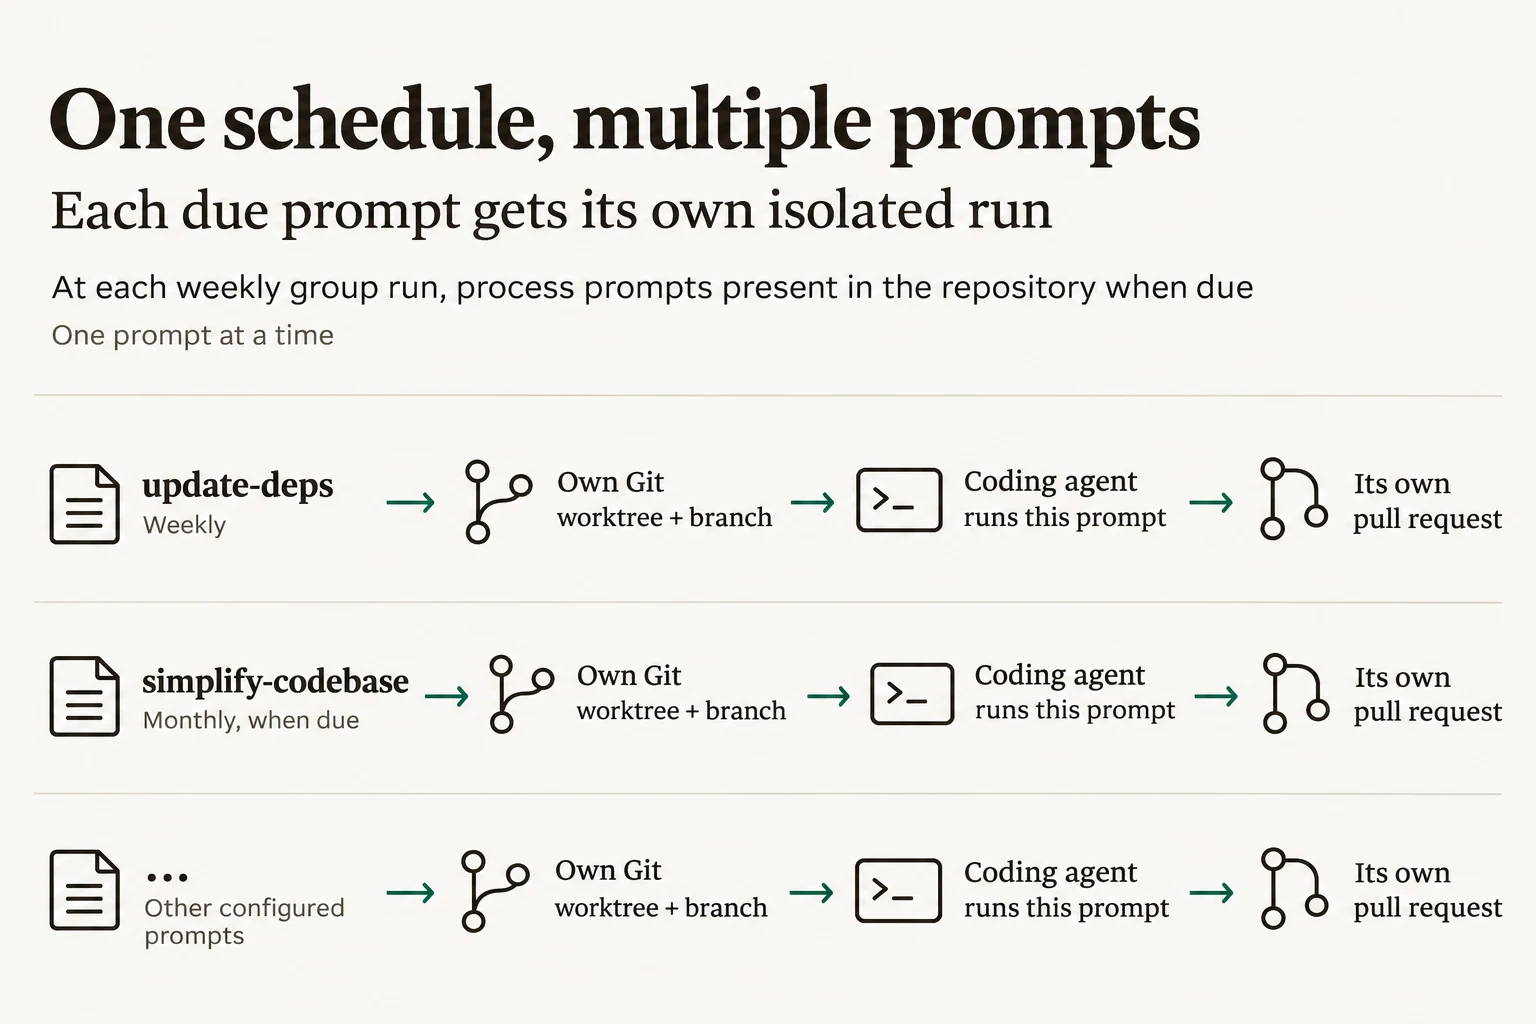 One schedule, multiple prompts
Each due prompt gets its own isolated run
At each weekly group run, process prompts present in the repository when due
One prompt at a time
update-deps
Weekly
Own Git
worktree + branch
>_
Coding agent
runs this prompt
Its own
pull request
simplify-codebase
Monthly, when due
Own Git
worktree + branch
>_
Coding agent
runs this prompt
Its own
pull request
...
Other configured
prompts
Own Git
worktree + branch
>_
Coding agent
runs this prompt
Its own
pull request